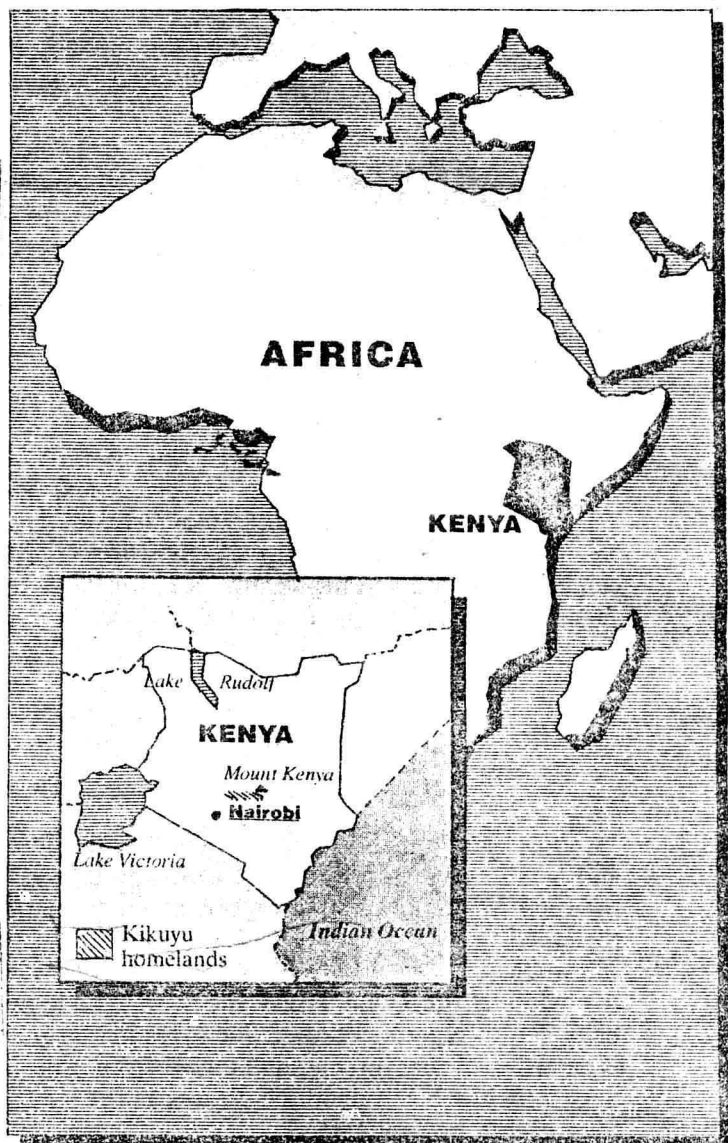 AFRICA
KENYA
Lake Rudolf
KENYA
Mount Kenya
Nairobi
Lake Victoria
Indian Ocean
Kikuyu
homelands